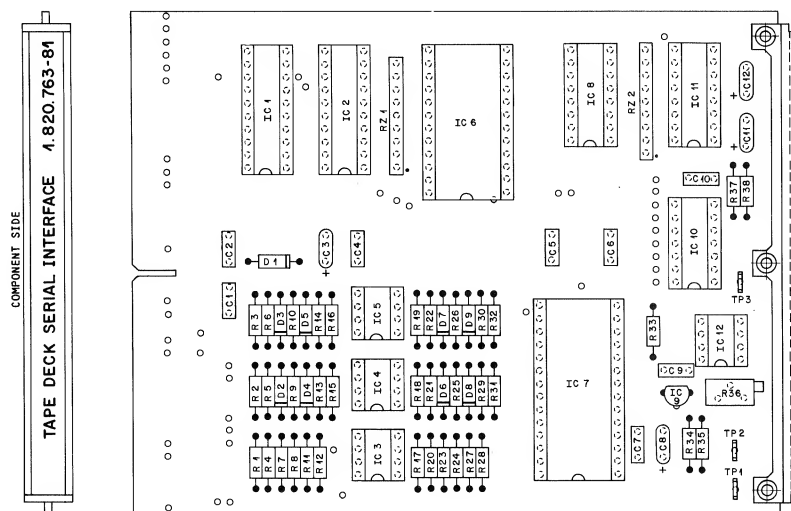 COMPONENT SIDE
TAPE DECK SERIAL INTERFACE 1.820.763-81
IC 1
IC 2
RZ 1
IC 6
IC 8
RZ 2
IC 11
+ C12
+ C11
C10
R37
R38
C2
D1
C3 +
C4
C5
C6
IC 10
TP3
C1
R3
R6
D3
R10
D5
R14
R16
IC 5
R19
R22
D7
R26
D9
R30
R32
R33
IC 12
R2
R5
D2
R9
D4
R13
R15
IC 4
R18
R21
D6
R25
D8
R29
R31
IC 7
C9
IC 9
R36
R1
R4
R7
R8
R11
R12
IC 3
R17
R20
R23
R24
R27
R28
C7
C8 +
R34
R35
TP2
TP1